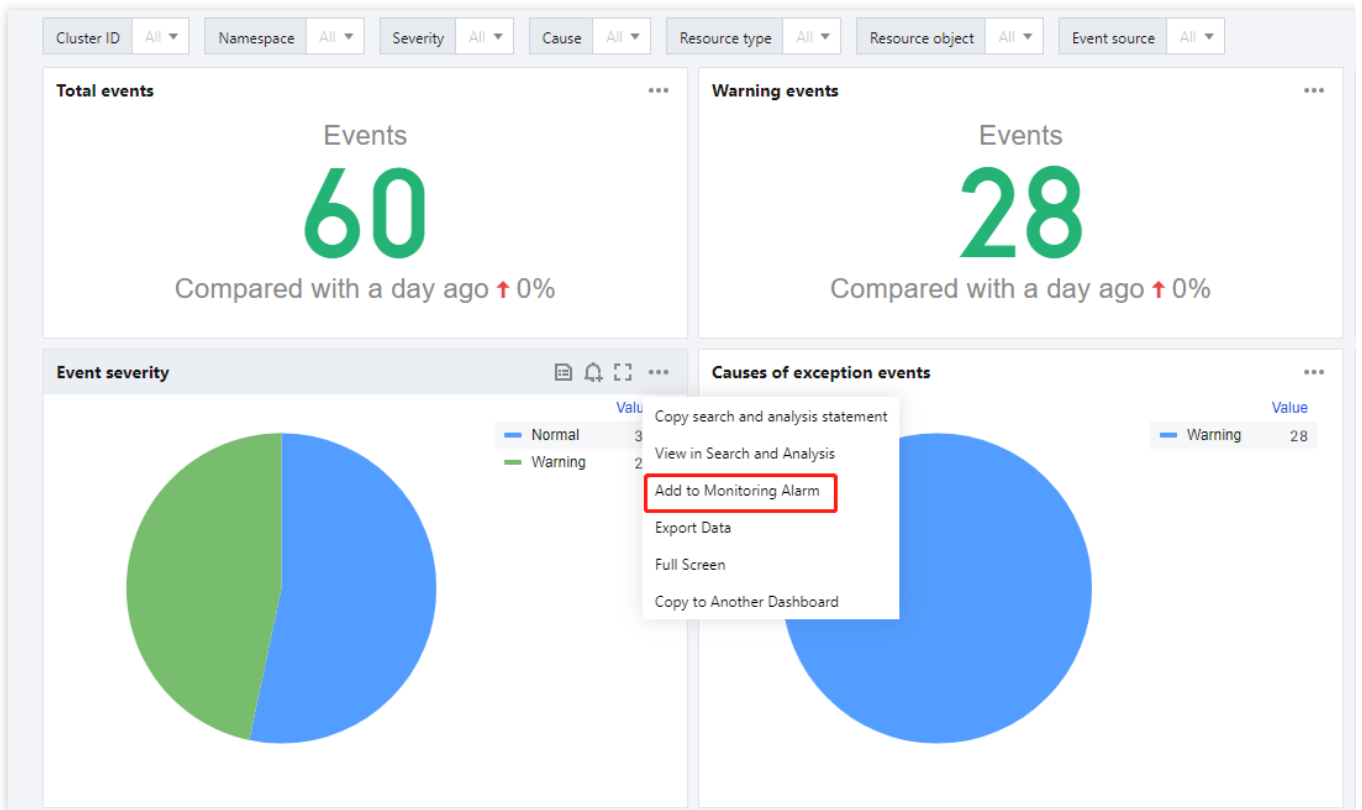 Cluster ID All Namespace All Severity All Cause All Resource type All Resource object All Event source All
Total events
Events
60
Compared with a day ago ↑ 0%
Warning events
Events
28
Compared with a day ago ↑ 0%
Event severity
Normal
Warning
Copy search and analysis statement
View in Search and Analysis
Add to Monitoring Alarm
Export Data
Full Screen
Copy to Another Dashboard
Causes of exception events
Value
Warning 28